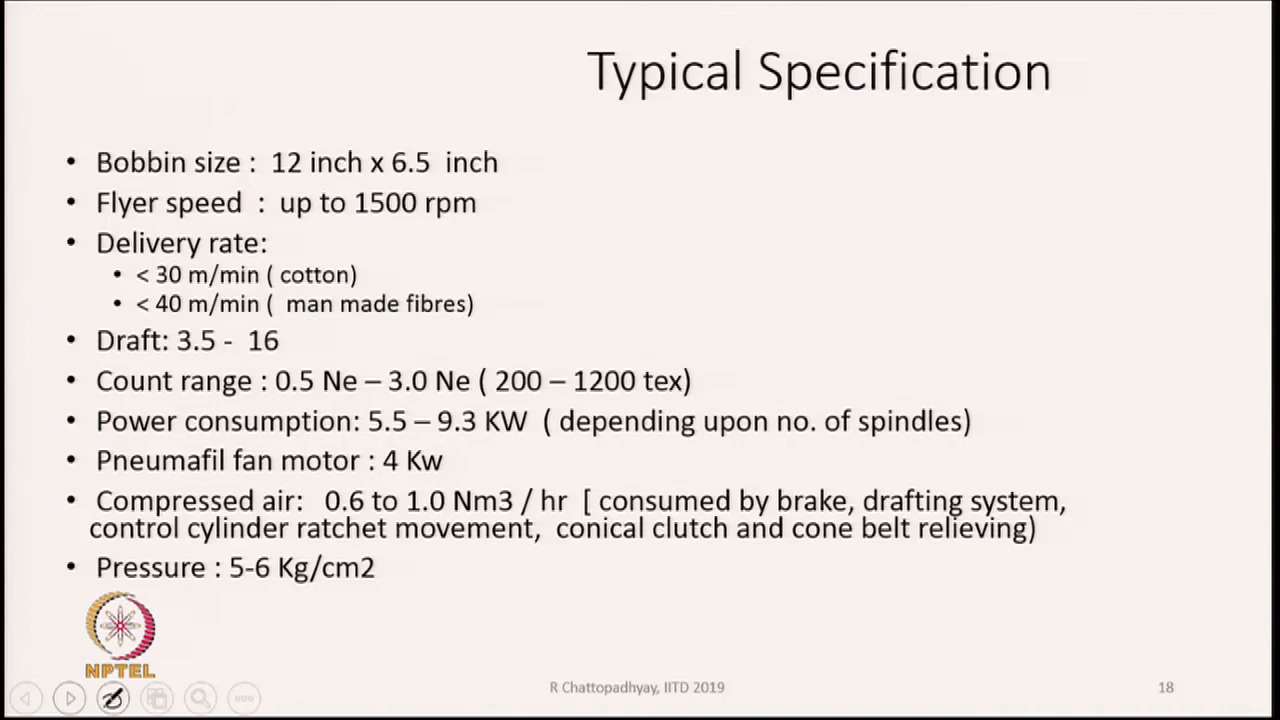 Typical Specification
• Bobbin size : 12 inch x 6.5 inch
• Flyer speed : up to 1500 rpm
• Delivery rate:
• < 30 m/min ( cotton)
• < 40 m/min ( man made fibres)
• Draft: 3.5 - 16
• Count range : 0.5 Ne – 3.0 Ne ( 200 – 1200 tex)
• Power consumption: 5.5 – 9.3 KW ( depending upon no. of spindles)
• Pneumafil fan motor : 4 Kw
• Compressed air: 0.6 to 1.0 Nm3 / hr [ consumed by brake, drafting system,
control cylinder ratchet movement, conical clutch and cone belt relieving)
• Pressure : 5-6 Kg/cm2
NPTEL
R Chattopadhyay, IITD 2019
18